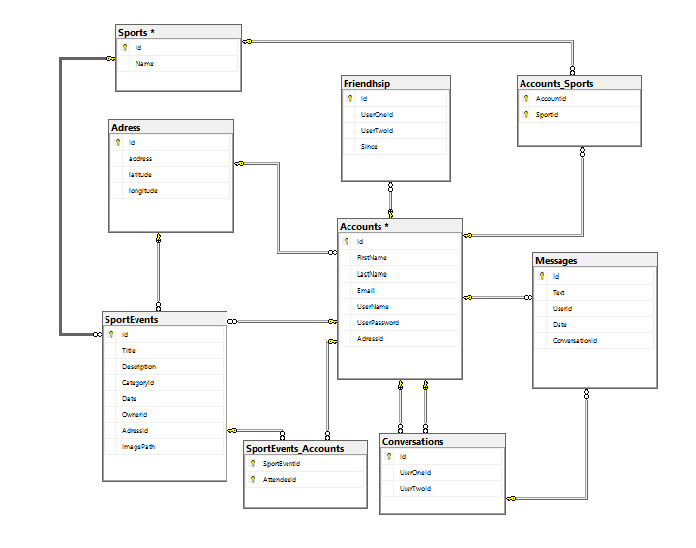 Sports *
Id
Name
Friendhsip
Id
UserOneId
UserTwoId
Since
Accounts_Sports
AccountId
SportId
Adress
Id
address
latitude
longitude
Accounts *
Id
FirstName
LastName
Email
UserName
UserPassword
AdressId
Messages
Id
Text
UserId
Date
ConversationId
SportEvents
Id
Title
Description
CategoryId
Date
OwnerId
AdressId
ImagePath
SportEvents_Accounts
SportEventId
AttendesId
Conversations
Id
UserOneId
UserTwoId